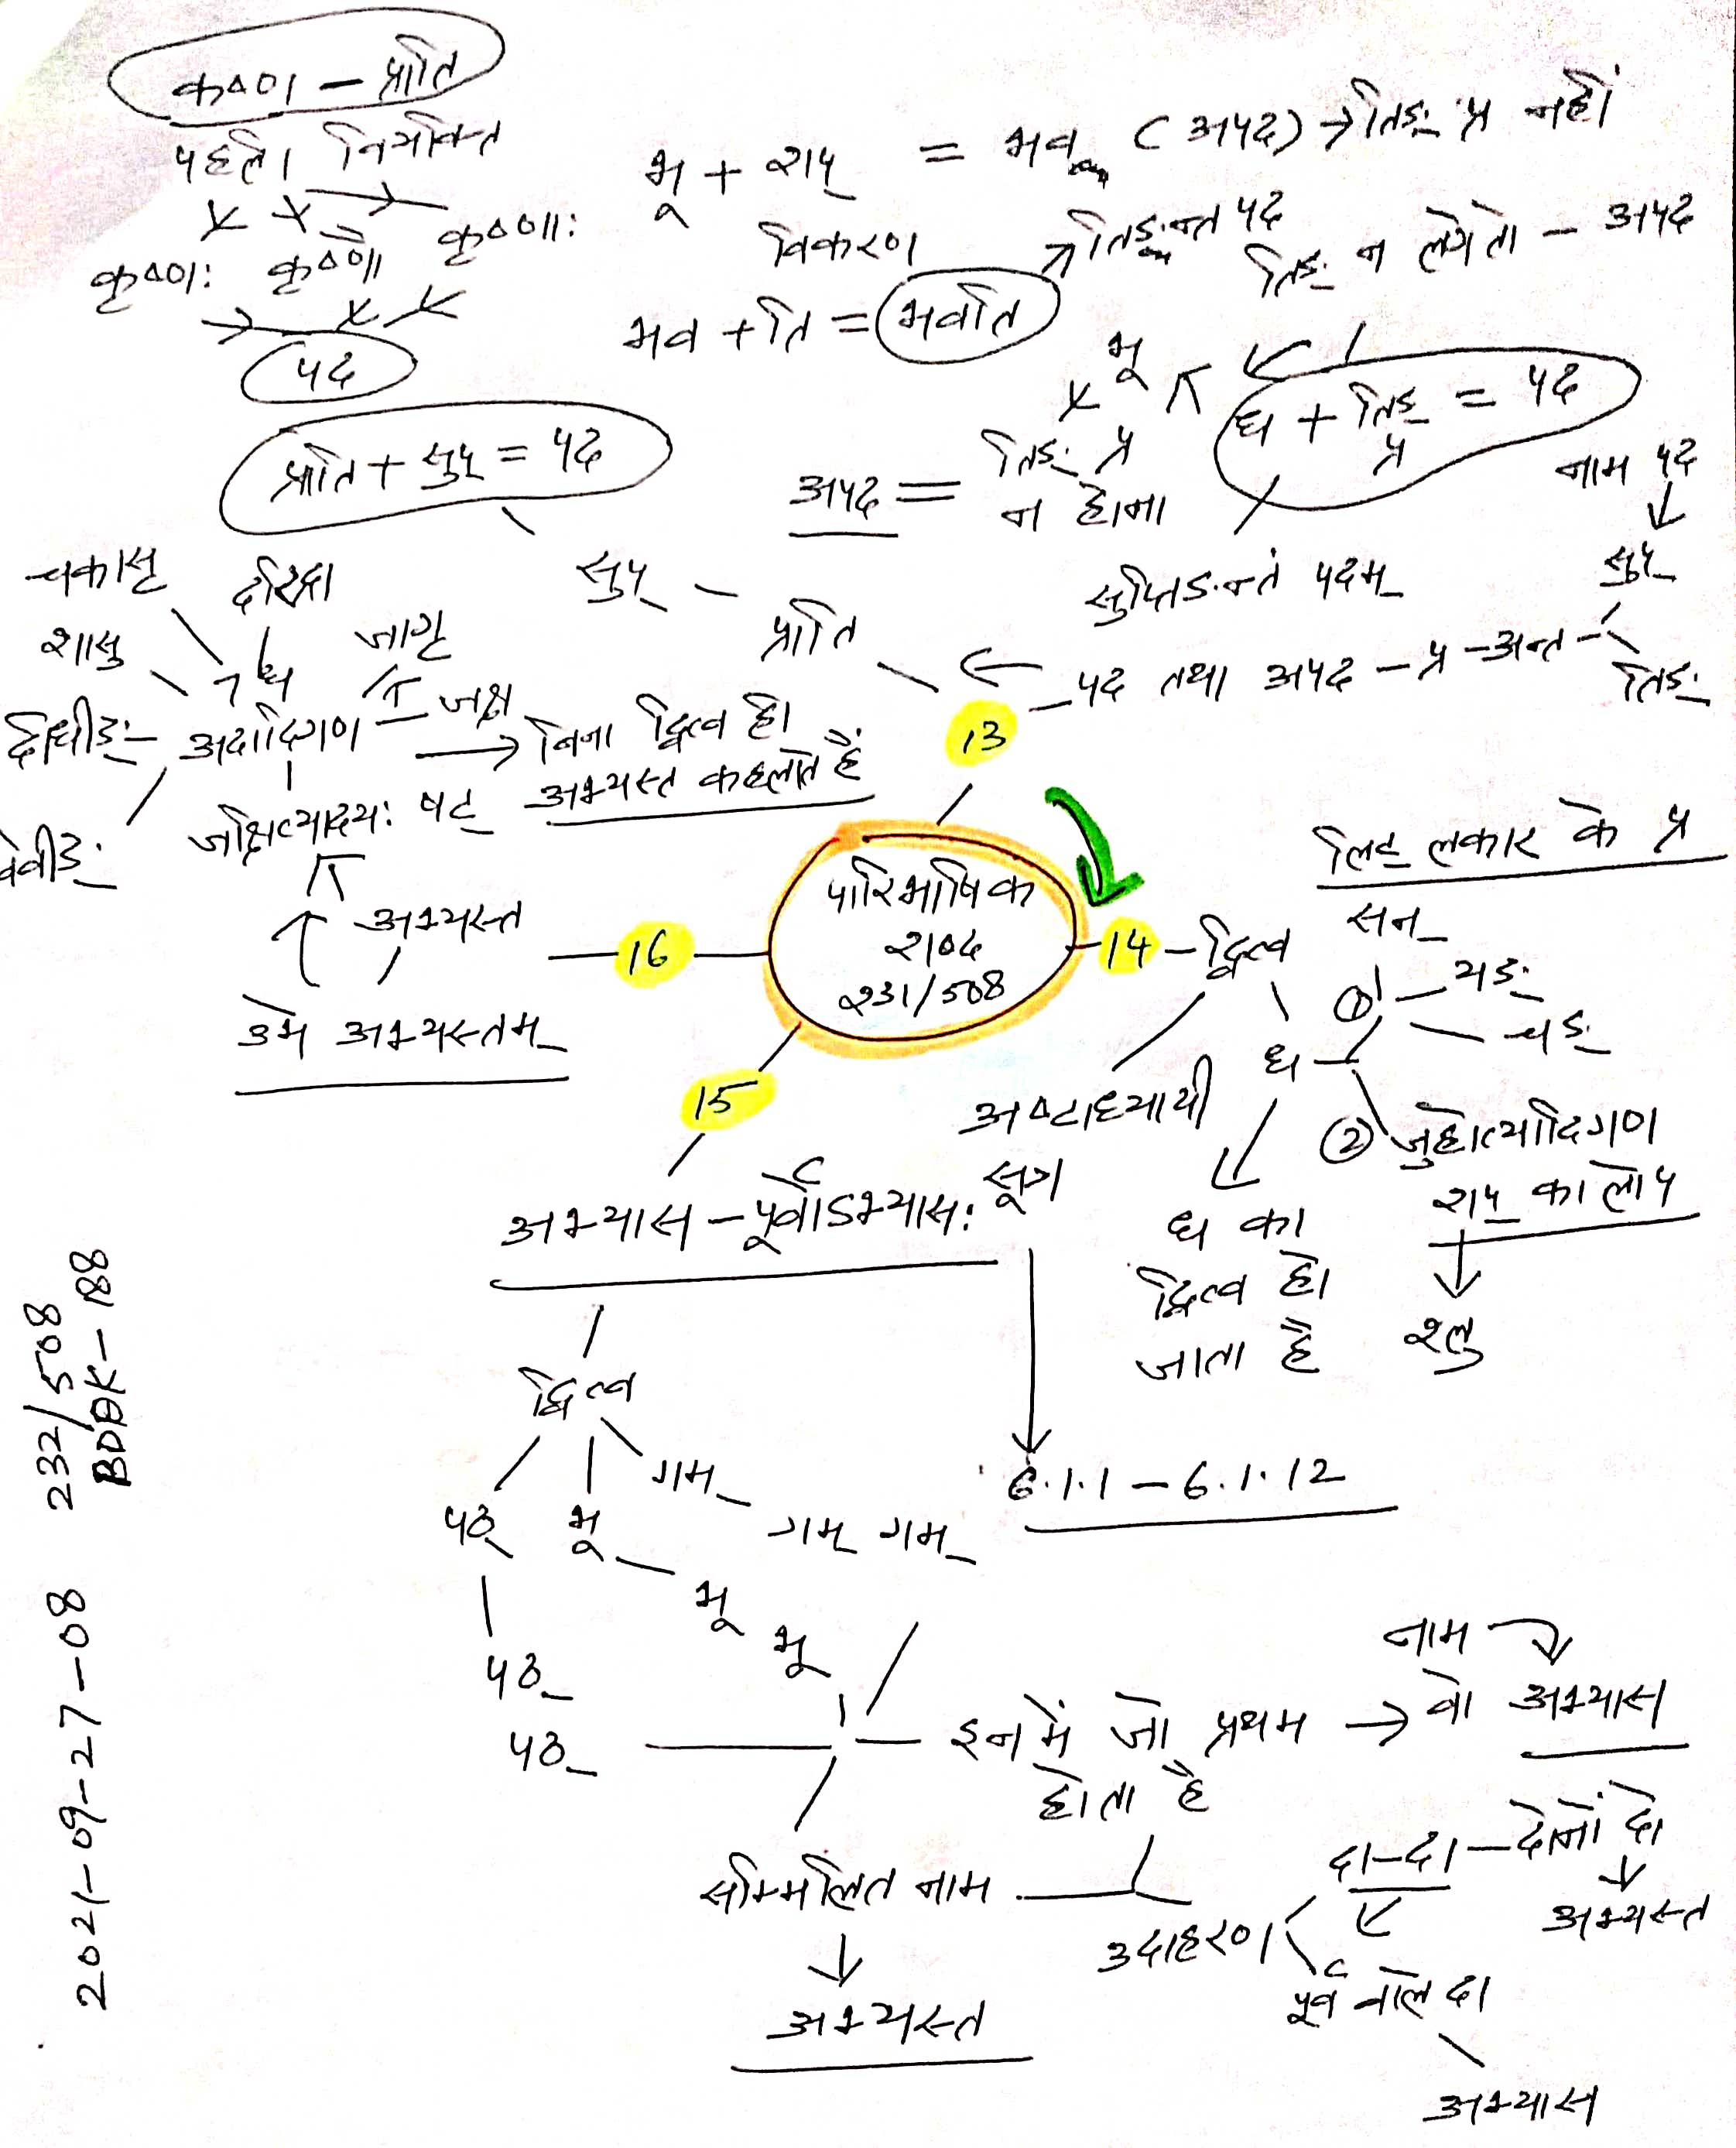 कृष्ण - प्राति
पहली विभक्ति
कृष्णः कृष्णौ कृष्णाः
पद
प्राति + सुप् = पद
भू + शप् = भव (अपद) → तिङ् प्र नहीं
विकरण
तिङन्त पद
तिङ् न लगे तो - अपद
भव + ति = भवति
भू
ध + तिङ् प्र = पद
अपद = तिङ् प्र न होना
नाम पद
सुप्
सुप् - प्राति
सुप्तिङन्तं पदम्
13 - पद तथा अपद - प्र - अन्त - तिङ्
चकासृ
दरिद्रा
शासु
ध
जागृ
दीधीङ् - अदादिगण - जक्ष
वेवीङ्
→ बिना द्वित्व ही
अभ्यस्त कहलाते हैं
जक्षित्यादयः षट्
अभ्यस्त - 16
उभे अभ्यस्तम्
पारिभाषिक
शब्द
231/508
14 - द्वित्व
लिट् लकार के प्र
सन्
① यङ्
चङ्
ध
② जुहोत्यादिगण
शप् का लोप
श्लु
अष्टाध्यायी
सूत्र
6.1.1 - 6.1.12
ध का
द्वित्व हो
जाता है
15
अभ्यास - पूर्वोऽभ्यासः
द्वित्व
पठ् भू गम्
गम् गम्
भू भू
पठ्
पठ्
इनमें जो प्रथम → वो अभ्यास
होता है
नाम
सम्मिलित नाम
अभ्यस्त
उदाहरण
दा-दा - दोनों दा
अभ्यस्त
पूर्व वाले दा
अभ्यास
2021-09-27-08 232/508
BDDK-188